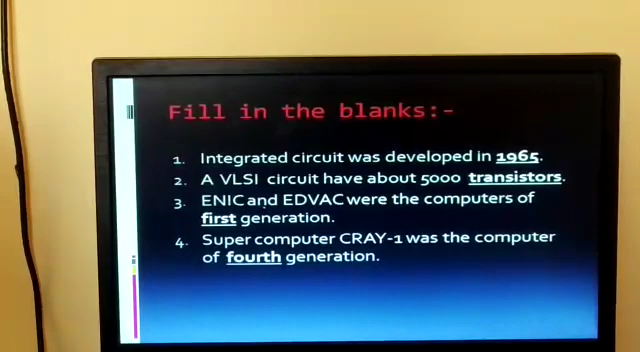 Fill in the blanks:-
1. Integrated circuit was developed in 1965.
2. A VLSI circuit have about 5000 transistors.
3. ENIC and EDVAC were the computers of
first generation.
4. Super computer CRAY-1 was the computer
of fourth generation.